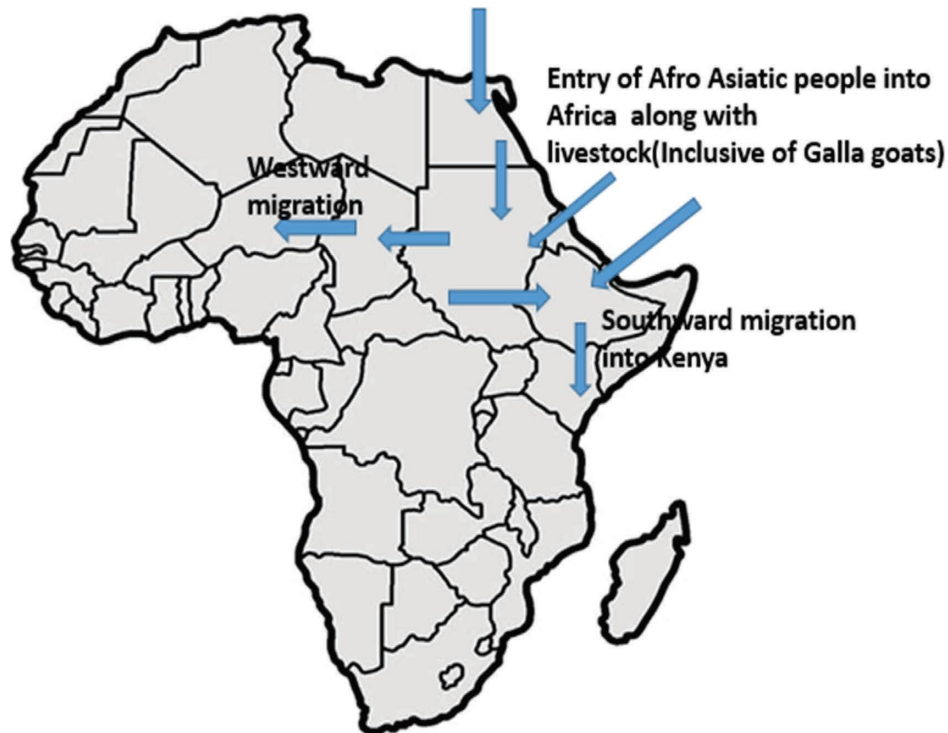 Entry of Afro Asiatic people into
Africa along with
livestock(Inclusive of Galla goats)
Westward
migration
Southward migration
into Kenya